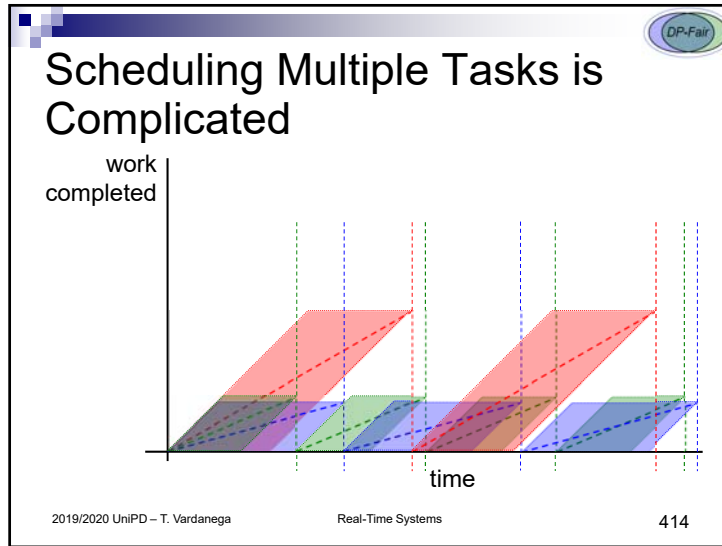 DP-Fair
Scheduling Multiple Tasks is
Complicated
work
completed
time
2019/2020 UniPD – T. Vardanega
Real-Time Systems
414